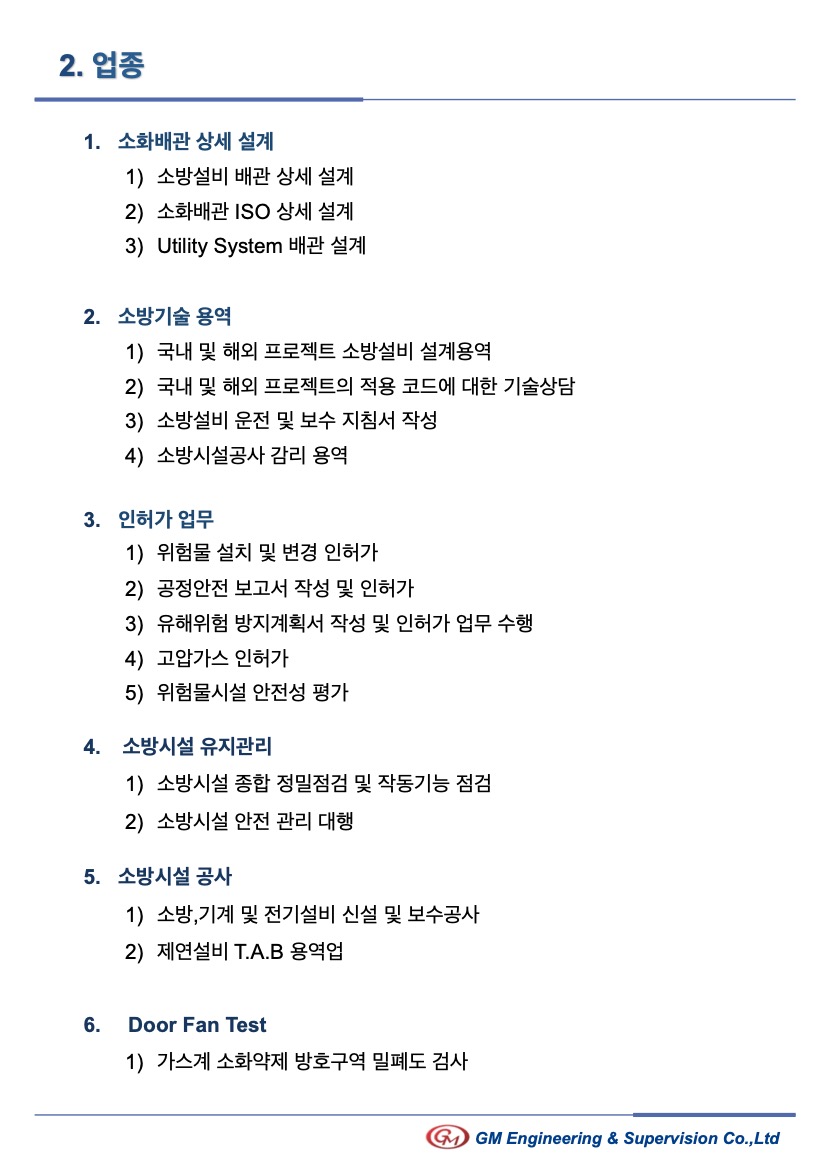 2. 업종
1. 소화배관 상세 설계
1) 소방설비 배관 상세 설계
2) 소화배관 ISO 상세 설계
3) Utility System 배관 설계
2. 소방기술 용역
1) 국내 및 해외 프로젝트 소방설비 설계용역
2) 국내 및 해외 프로젝트의 적용 코드에 대한 기술상담
3) 소방설비 운전 및 보수 지침서 작성
4) 소방시설공사 감리 용역
3. 인허가 업무
1) 위험물 설치 및 변경 인허가
2) 공정안전 보고서 작성 및 인허가
3) 유해위험 방지계획서 작성 및 인허가 업무 수행
4) 고압가스 인허가
5) 위험물시설 안전성 평가
4. 소방시설 유지관리
1) 소방시설 종합 정밀점검 및 작동기능 점검
2) 소방시설 안전 관리 대행
5. 소방시설 공사
1) 소방,기계 및 전기설비 신설 및 보수공사
2) 제연설비 T.A.B 용역업
6. Door Fan Test
1) 가스계 소화약제 방호구역 밀폐도 검사
GM GM Engineering & Supervision Co.,Ltd